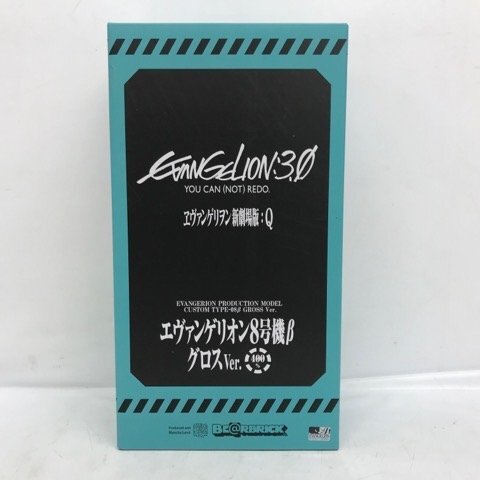 EVANGELION:3.0
YOU CAN (NOT) REDO.
ヱヴァンゲリヲン新劇場版：Q
EVANGERION PRODUCTION MODEL
CUSTOM TYPE-08β GROSS Ver.
エヴァンゲリオン8号機β
グロスVer. 400%
BE@RBRICK